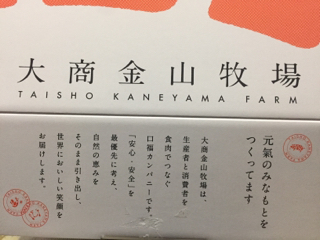 大商金山牧場
TAISHO KANEYAMA FARM
元氣のみなもとを
つくってます
大商金山牧場は、
生産者と消費者を
食肉でつなぐ
口福カンパニーです。
「安心・安全」を
最優先に考え、
自然の恵みを
そのまま引き出し、
世界においしい笑顔を
お届けします。